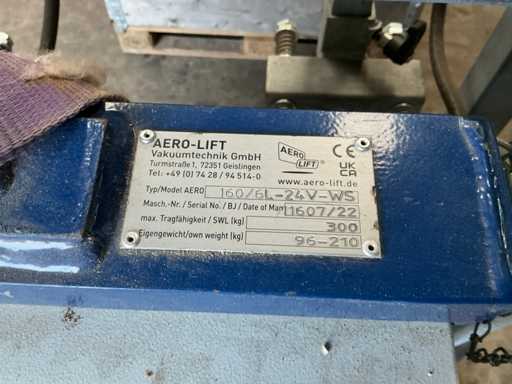 AERO-LIFT
Vakuumtechnik GmbH
Turmstraße 1, 72351 Geislingen
Tel: +49 (0) 74 28 / 94 514-0
AERO
LIFT
CE
UK
CA
www.aero-lift.de
Typ/Model AERO 160/6L-24V-WS
Masch.-Nr. / Serial No. / BJ / Date of Man 11607/22
max. Tragfähigkeit / SWL (kg) 300
Eigengewicht/own weight (kg) 96-210